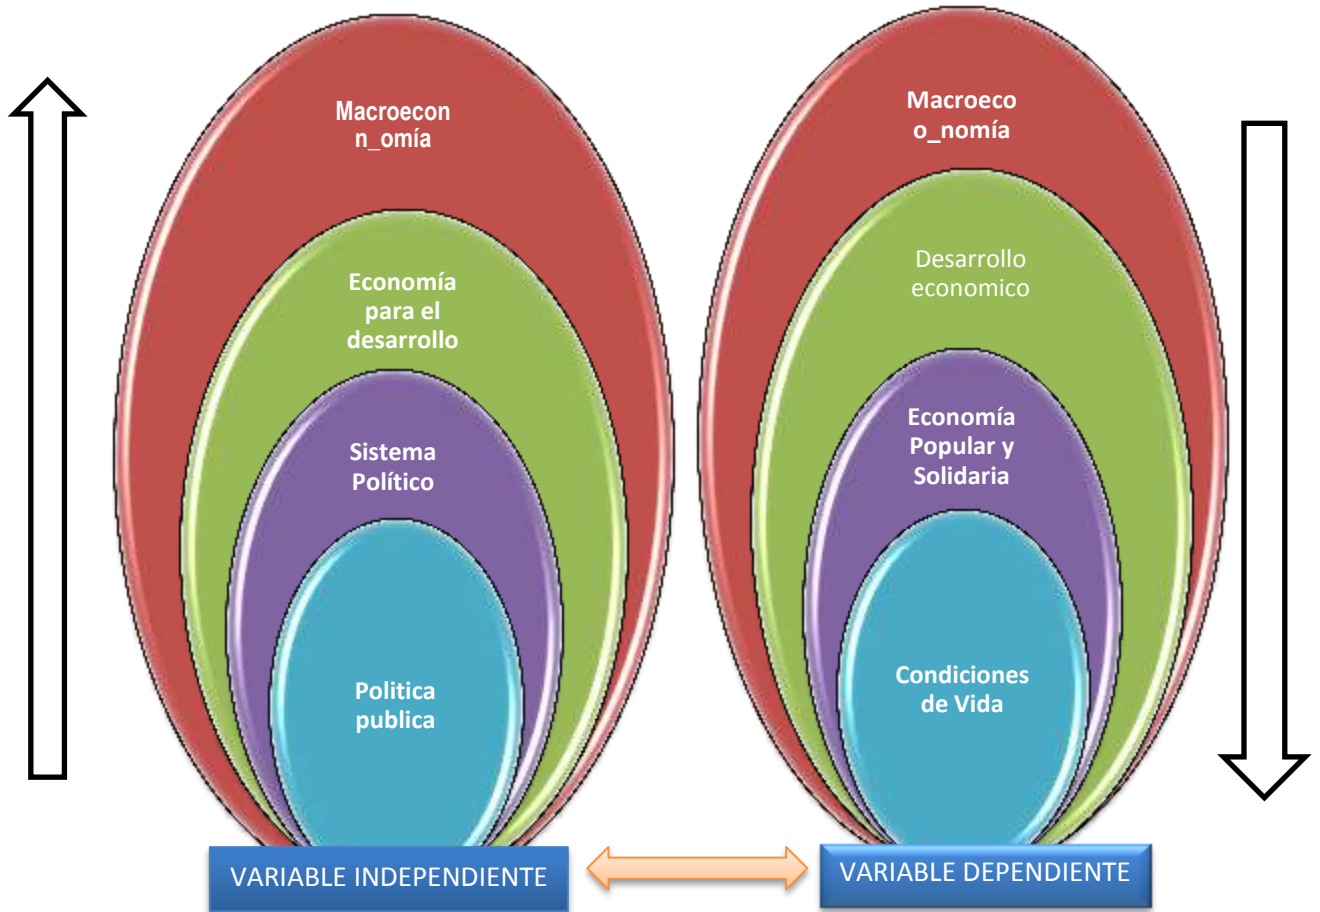 Macroecon
n_omía
Economía
para el
desarrollo
Sistema
Político
Politica
publica
VARIABLE INDEPENDIENTE
Macroeco
o_nomía
Desarrollo
economico
Economía
Popular y
Solidaria
Condiciones
de Vida
VARIABLE DEPENDIENTE